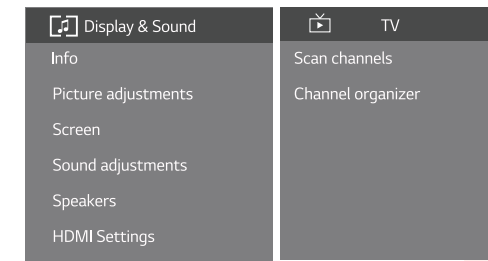 Display & Sound
Info
Picture adjustments
Screen
Sound adjustments
Speakers
HDMI Settings
TV
Scan channels
Channel organizer